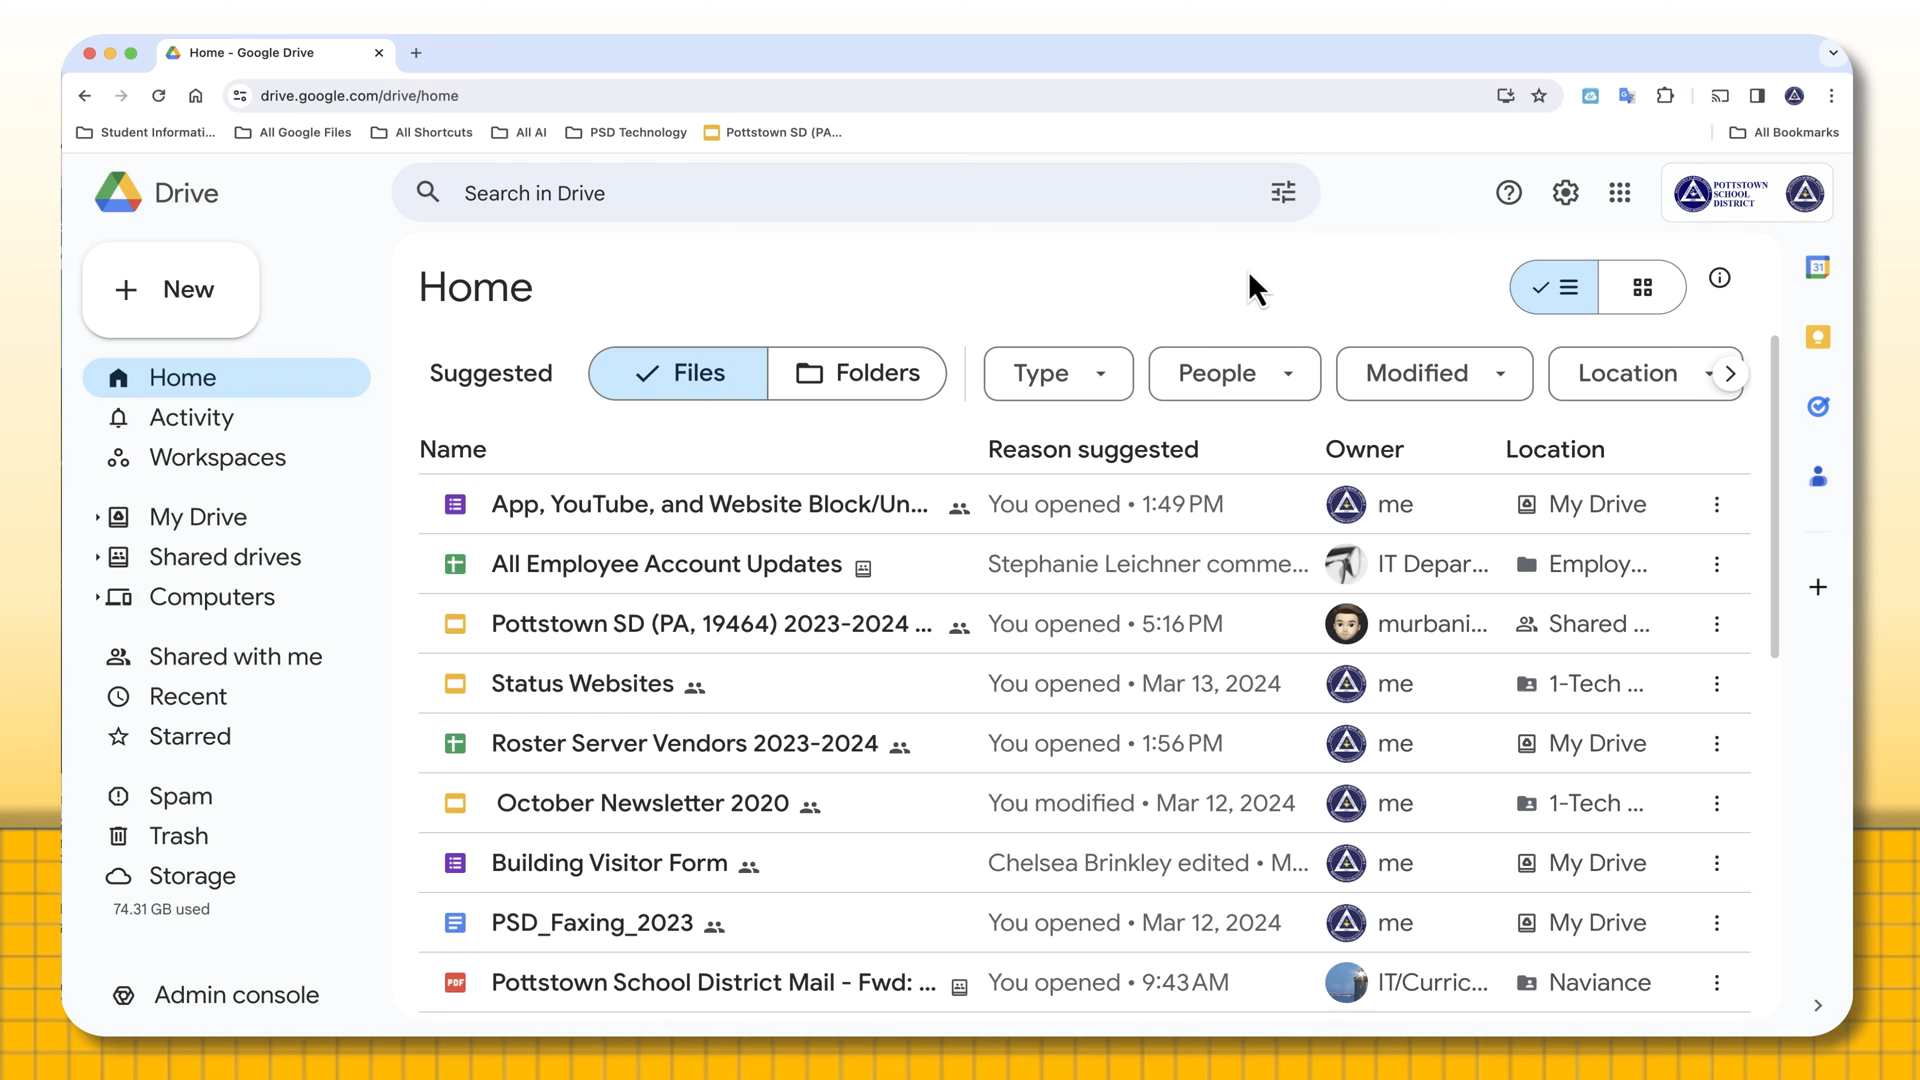 Home - Google Drive
drive.google.com/drive/home
Student Informati... All Google Files All Shortcuts All AI PSD Technology Pottstown SD (PA... All Bookmarks
Drive
Search in Drive
POTTSTOWN
SCHOOL
DISTRICT
New
Home
31
Suggested Files Folders Type People Modified Location
Home
Activity
Workspaces
My Drive
Shared drives
Computers
Shared with me
Recent
Starred
Spam
Trash
Storage
74.31 GB used
Admin console
Name Reason suggested Owner Location
App, YouTube, and Website Block/Un... You opened • 1:49 PM me My Drive
All Employee Account Updates Stephanie Leichner comme... IT Depar... Employ...
Pottstown SD (PA, 19464) 2023-2024 ... You opened • 5:16 PM murbani... Shared ...
Status Websites You opened • Mar 13, 2024 me 1-Tech ...
Roster Server Vendors 2023-2024 You opened • 1:56 PM me My Drive
October Newsletter 2020 You modified • Mar 12, 2024 me 1-Tech ...
Building Visitor Form Chelsea Brinkley edited • M... me My Drive
PSD_Faxing_2023 You opened • Mar 12, 2024 me My Drive
PDF Pottstown School District Mail - Fwd: ... You opened • 9:43 AM IT/Curric... Naviance